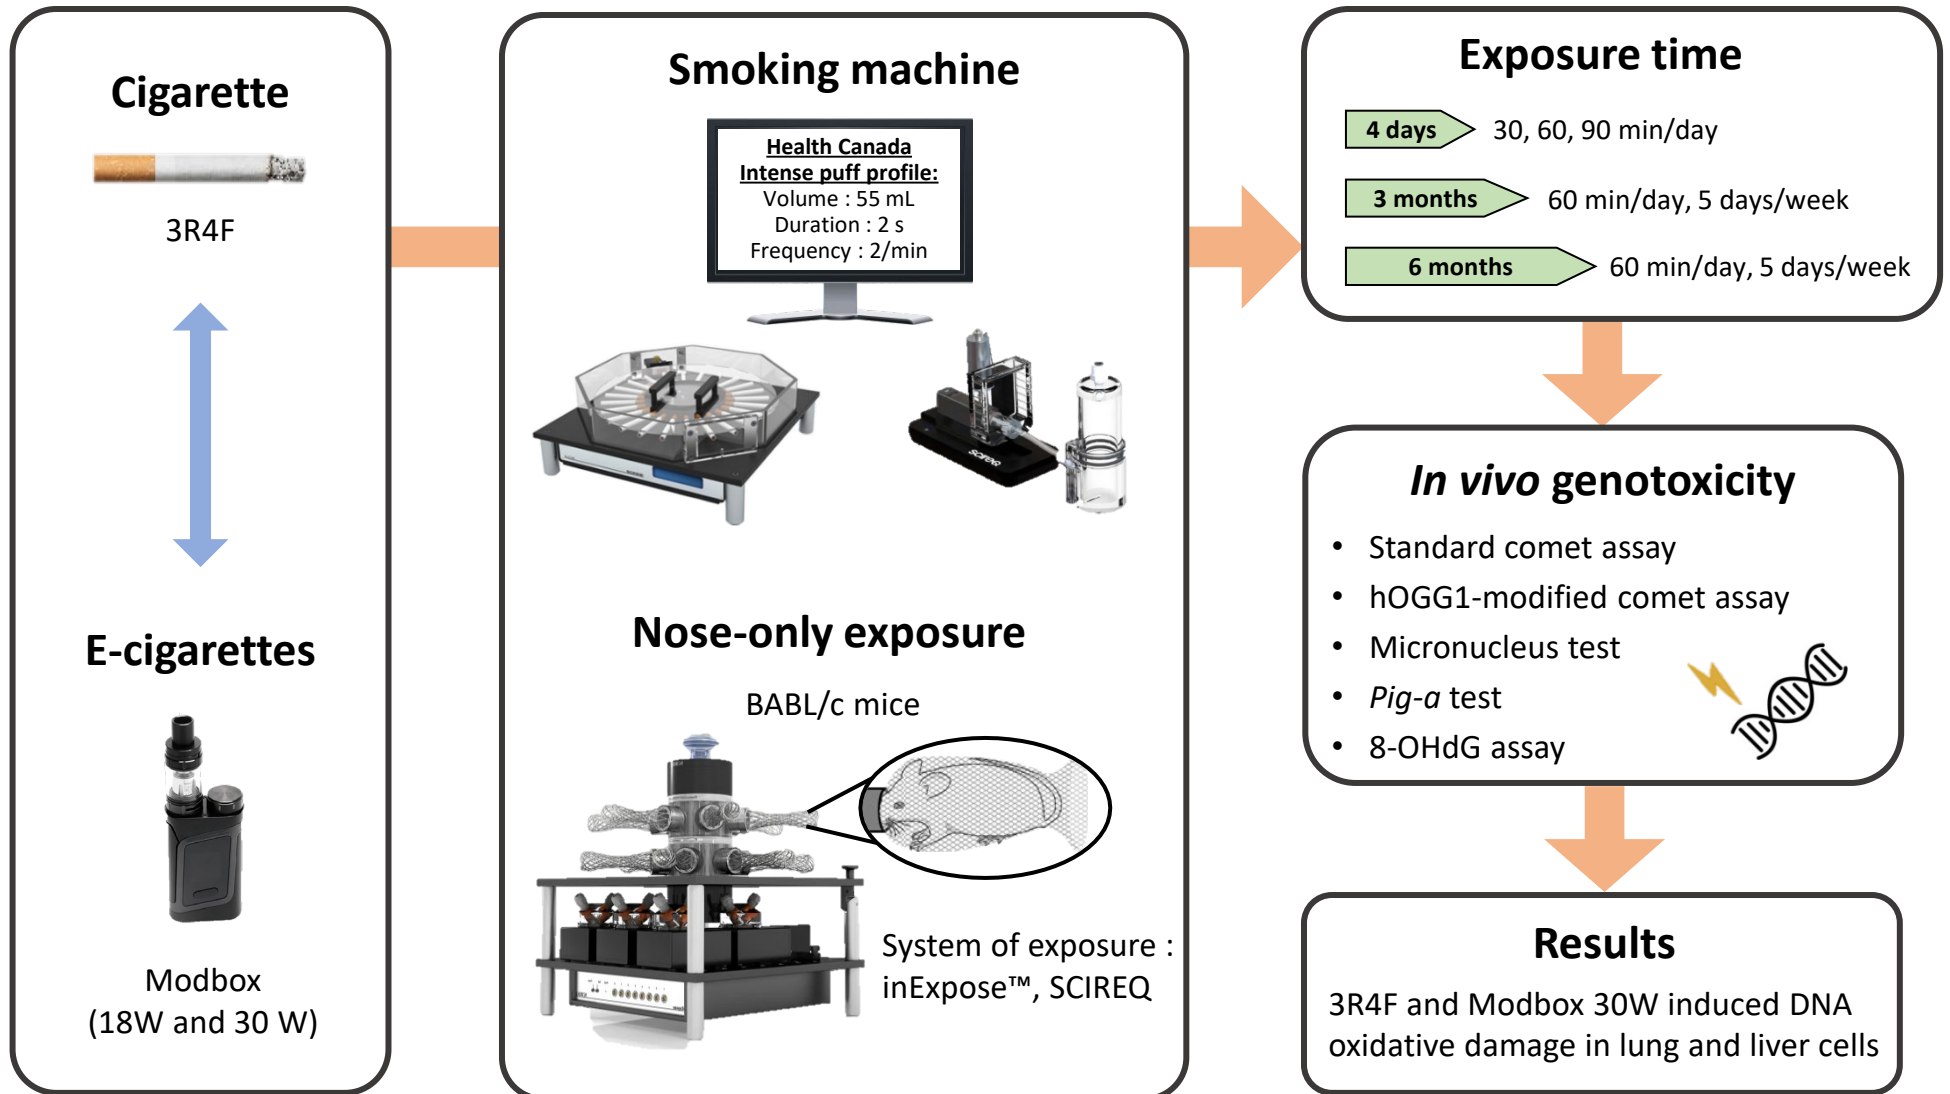 Cigarette
3R4F
E-cigarettes
Modbox
(18W and 30 W)
Smoking machine
Health Canada
Intense puff profile:
Volume : 55 mL
Duration : 2 s
Frequency : 2/min
SCIREQ
Nose-only exposure
BABL/c mice
System of exposure :
inExpose™, SCIREQ
Exposure time
4 days 30, 60, 90 min/day
3 months 60 min/day, 5 days/week
6 months 60 min/day, 5 days/week
In vivo genotoxicity
• Standard comet assay
• hOGG1-modified comet assay
• Micronucleus test
• Pig-a test
• 8-OHdG assay
Results
3R4F and Modbox 30W induced DNA
oxidative damage in lung and liver cells